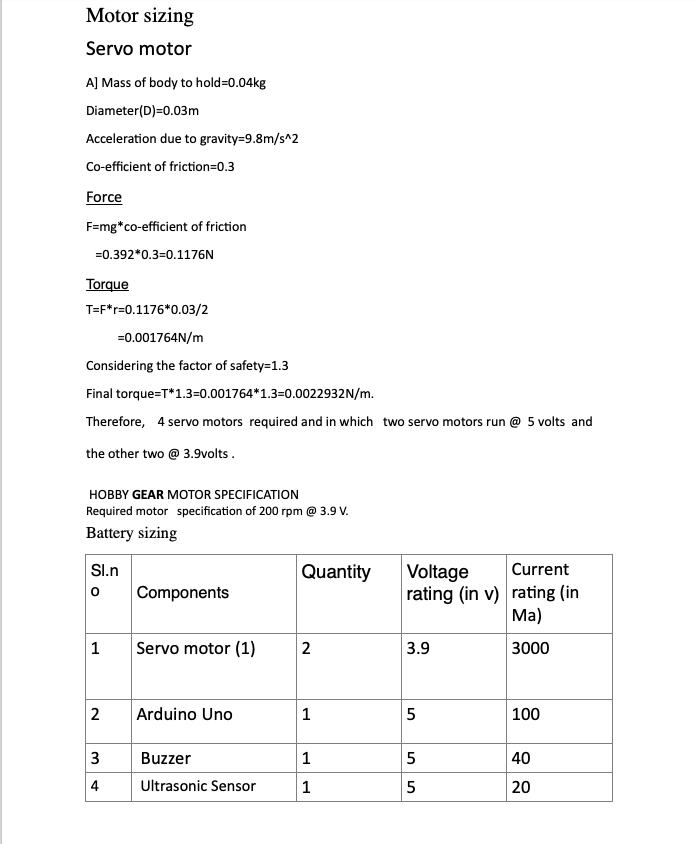 Motor sizing
Servo motor
A] Mass of body to hold=0.04kg
Diameter(D)=0.03m
Acceleration due to gravity=9.8m/s^2
Co-efficient of friction=0.3
Force
F=mg*co-efficient of friction
=0.392*0.3=0.1176N
Torque
T=F*r=0.1176*0.03/2
=0.001764N/m
Considering the factor of safety=1.3
Final torque=T*1.3=0.001764*1.3=0.0022932N/m.
Therefore, 4 servo motors required and in which two servo motors run @ 5 volts and
the other two @ 3.9volts .
HOBBY GEAR MOTOR SPECIFICATION
Required motor specification of 200 rpm @ 3.9 V.
Battery sizing
Sl.n
o
Components
Quantity
Voltage
rating (in v)
Current
rating (in
Ma)
1 Servo motor (1) 2 3.9 3000
2 Arduino Uno 1 5 100
3 Buzzer 1 5 40
4 Ultrasonic Sensor 1 5 20